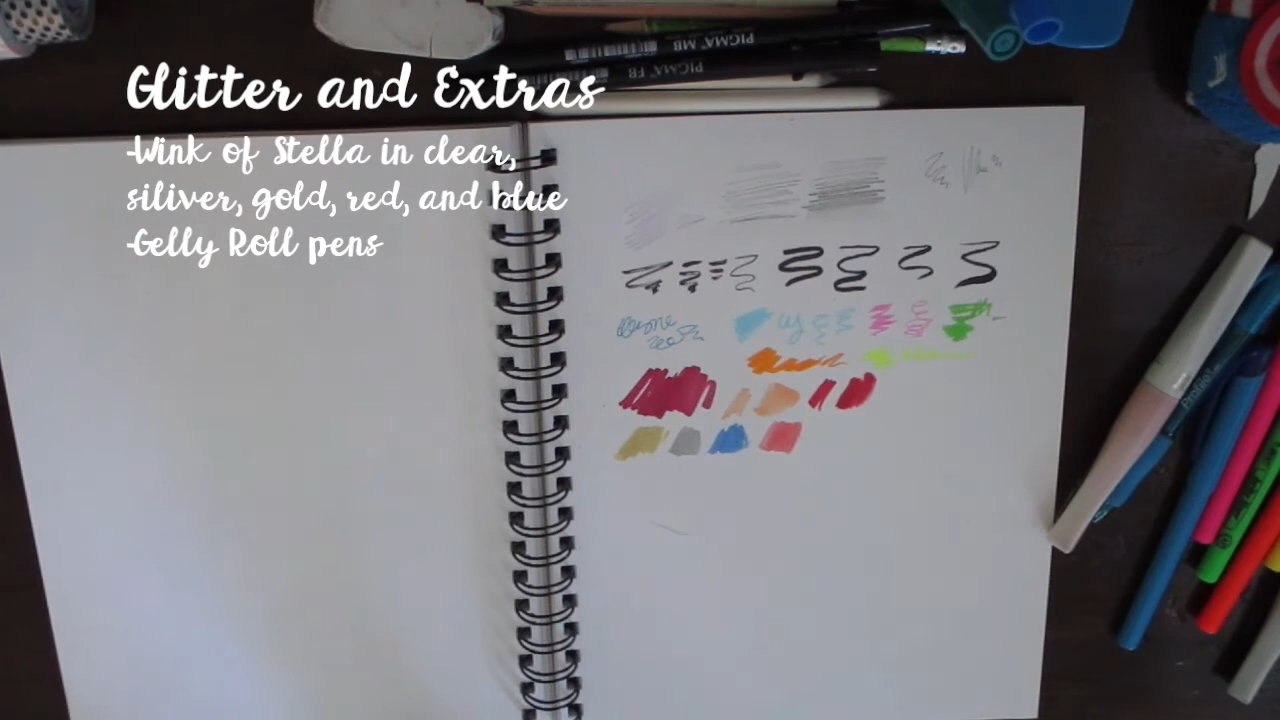 Glitter and Extras
-Wink of Stella in clear,
siliver, gold, red, and blue
-Gelly Roll pens
PIGMA MB
PIGMA FB